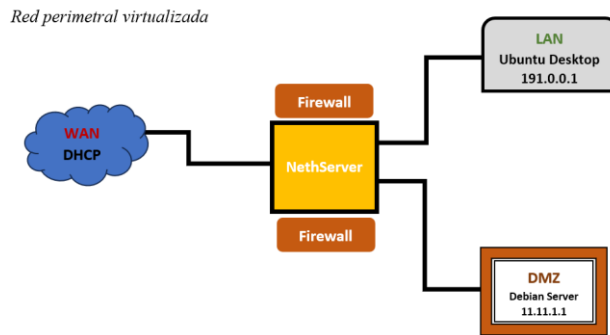 Red perimetral virtualizada
LAN
Ubuntu Desktop
191.0.0.1
Firewall
WAN
DHCP
NethServer
Firewall
DMZ
Debian Server
11.11.1.1